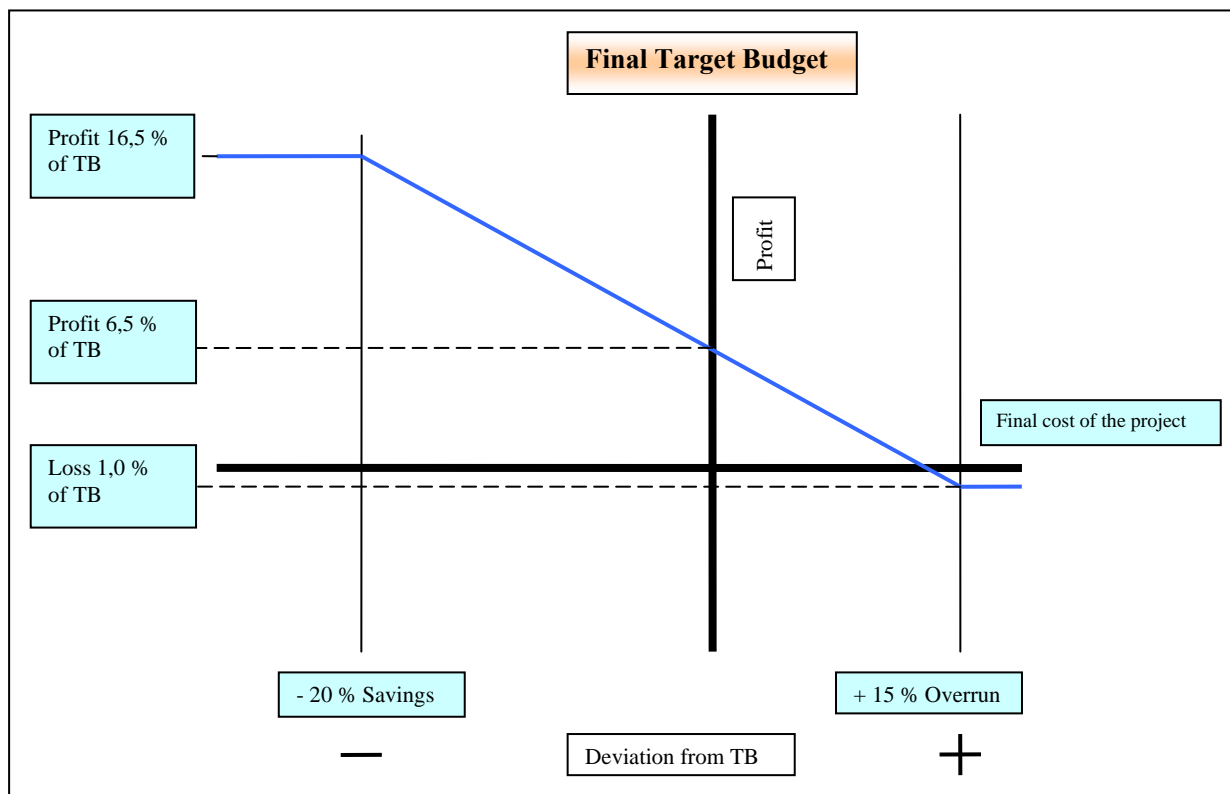 Final Target Budget
Profit 16,5 %
of TB
Profit
Profit 6,5 %
of TB
Final cost of the project
Loss 1,0 %
of TB
- 20 % Savings
+ 15 % Overrun
Deviation from TB